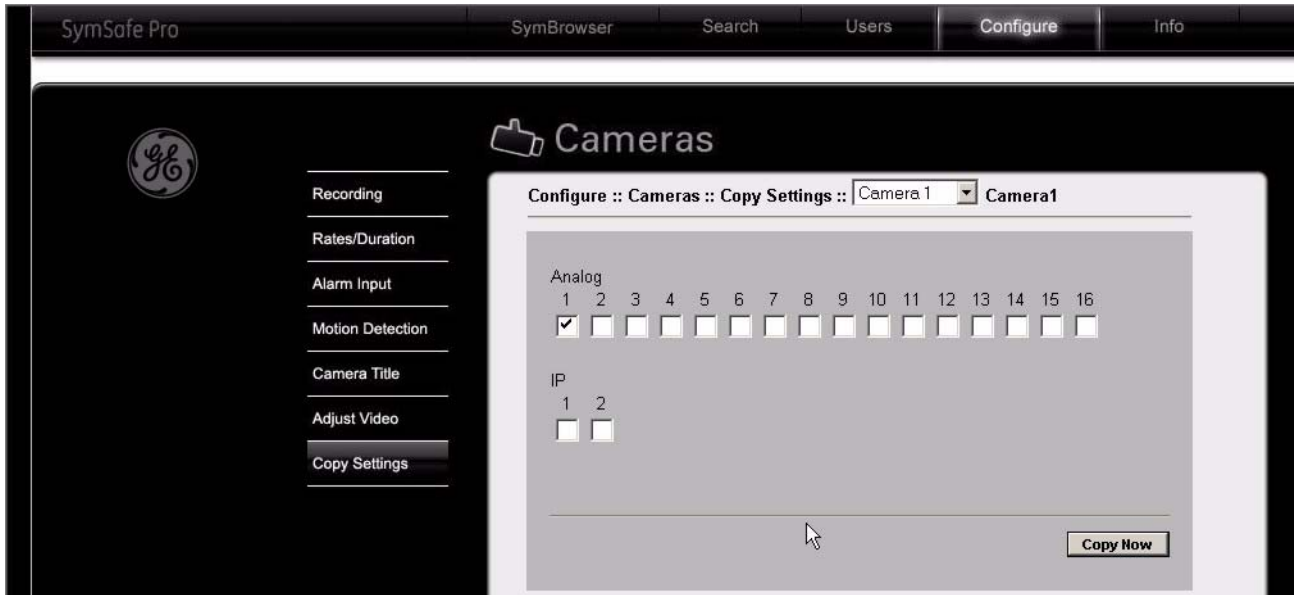 SymSafe Pro SymBrowser Search Users Configure Info
GE
Cameras
Recording
Rates/Duration
Alarm Input
Motion Detection
Camera Title
Adjust Video
Copy Settings
Configure :: Cameras :: Copy Settings :: Camera 1 Camera1
Analog
1 2 3 4 5 6 7 8 9 10 11 12 13 14 15 16
IP
1 2
Copy Now